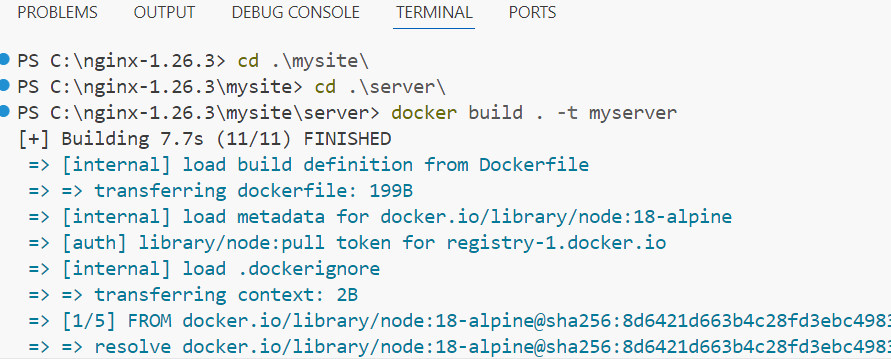 PROBLEMS OUTPUT DEBUG CONSOLE TERMINAL PORTS
PS C:\nginx-1.26.3> cd .\mysite\
PS C:\nginx-1.26.3\mysite> cd .\server\
PS C:\nginx-1.26.3\mysite\server> docker build . -t myserver
[+] Building 7.7s (11/11) FINISHED
=> [internal] load build definition from Dockerfile
=> => transferring dockerfile: 199B
=> [internal] load metadata for docker.io/library/node:18-alpine
=> [auth] library/node:pull token for registry-1.docker.io
=> [internal] load .dockerignore
=> => transferring context: 2B
=> [1/5] FROM docker.io/library/node:18-alpine@sha256:8d6421d663b4c28fd3ebc4983
=> => resolve docker.io/library/node:18-alpine@sha256:8d6421d663b4c28fd3ebc4983